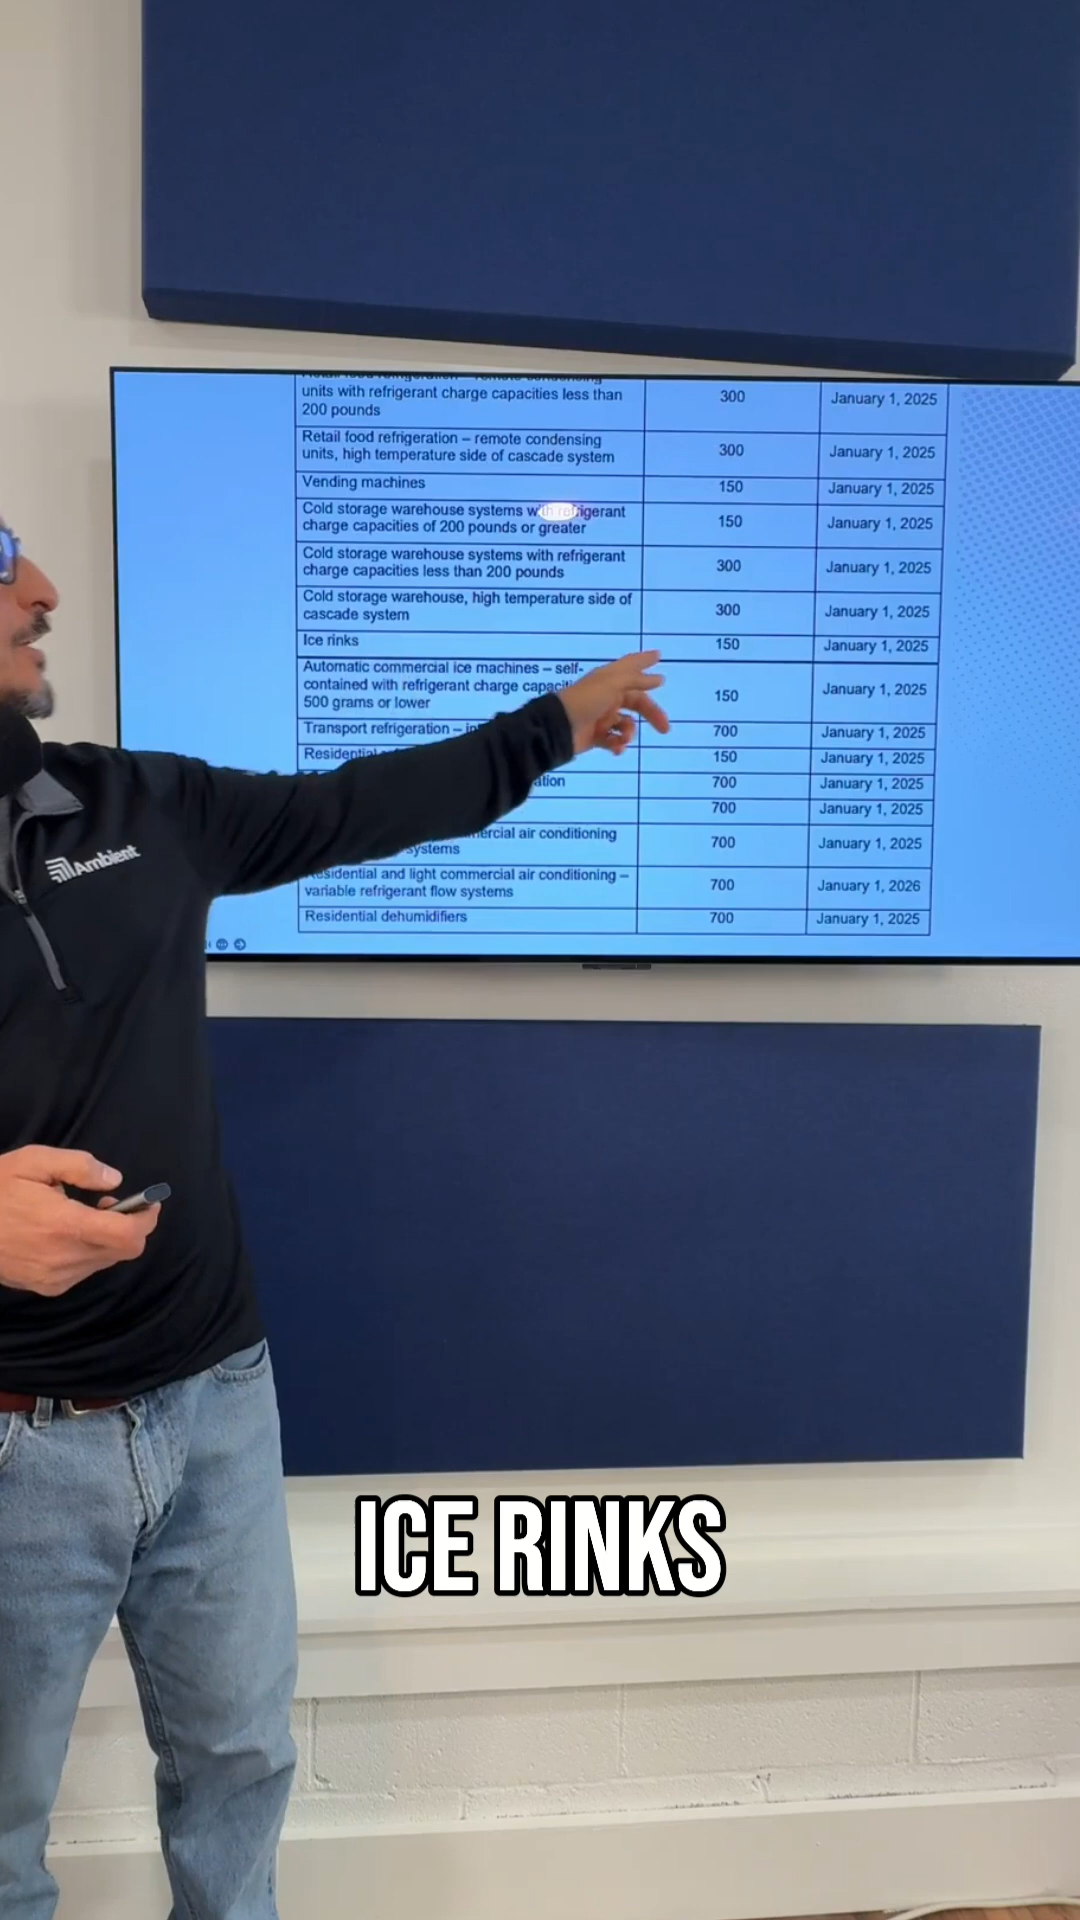 units with refrigerant charge capacities less than
200 pounds
300
January 1, 2025
Retail food refrigeration – remote condensing
units, high temperature side of cascade system
300
January 1, 2025
Vending machines
150
January 1, 2025
Cold storage warehouse systems with refrigerant
charge capacities of 200 pounds or greater
150
January 1, 2025
Cold storage warehouse systems with refrigerant
charge capacities less than 200 pounds
300
January 1, 2025
Cold storage warehouse, high temperature side of
cascade system
300
January 1, 2025
Ice rinks
150
January 1, 2025
Automatic commercial ice machines – self-
contained with refrigerant charge
500 grams or lower
150
January 1, 2025
Transport refrigeration –
700
January 1, 2025
Residential
150
January 1, 2025
700
January 1, 2025
700
January 1, 2025
air conditioning
systems
700
January 1, 2025
Residential and light commercial air conditioning –
variable refrigerant flow systems
700
January 1, 2026
Residential dehumidifiers
700
January 1, 2025
Ambient
ICE RINKS